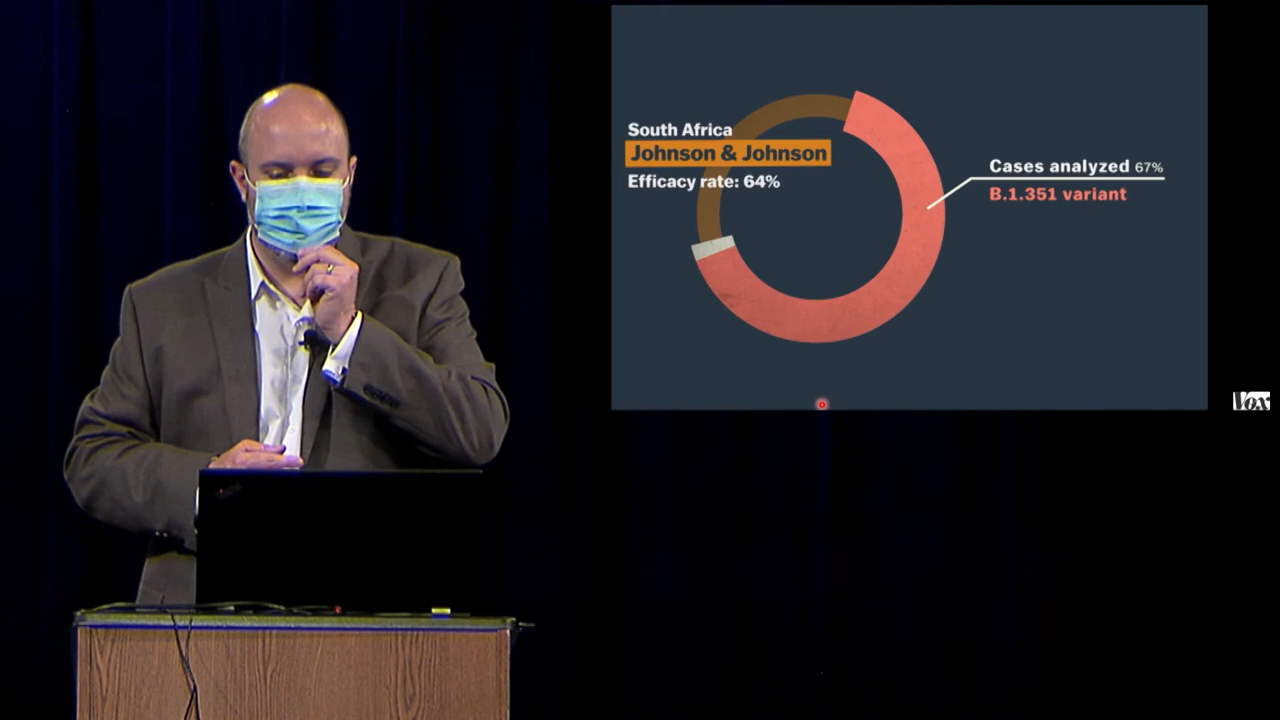 South Africa
Johnson & Johnson
Efficacy rate: 64%
Cases analyzed 67%
B.1.351 variant
Vox